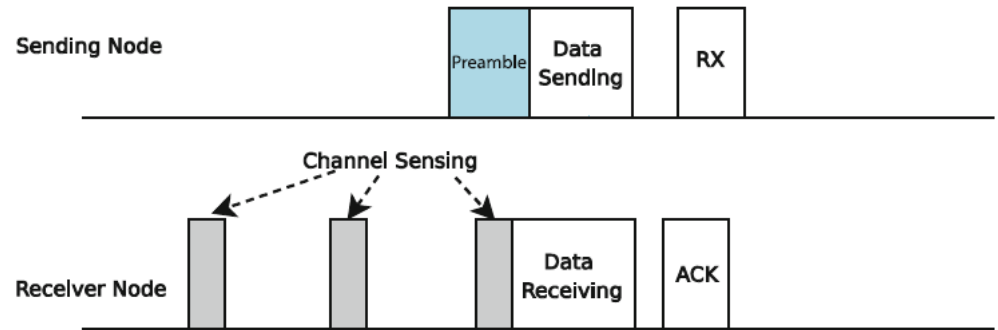 Sending Node
Preamble
Data
Sending
RX
Channel Sensing
Receiver Node
Data
Receiving
ACK